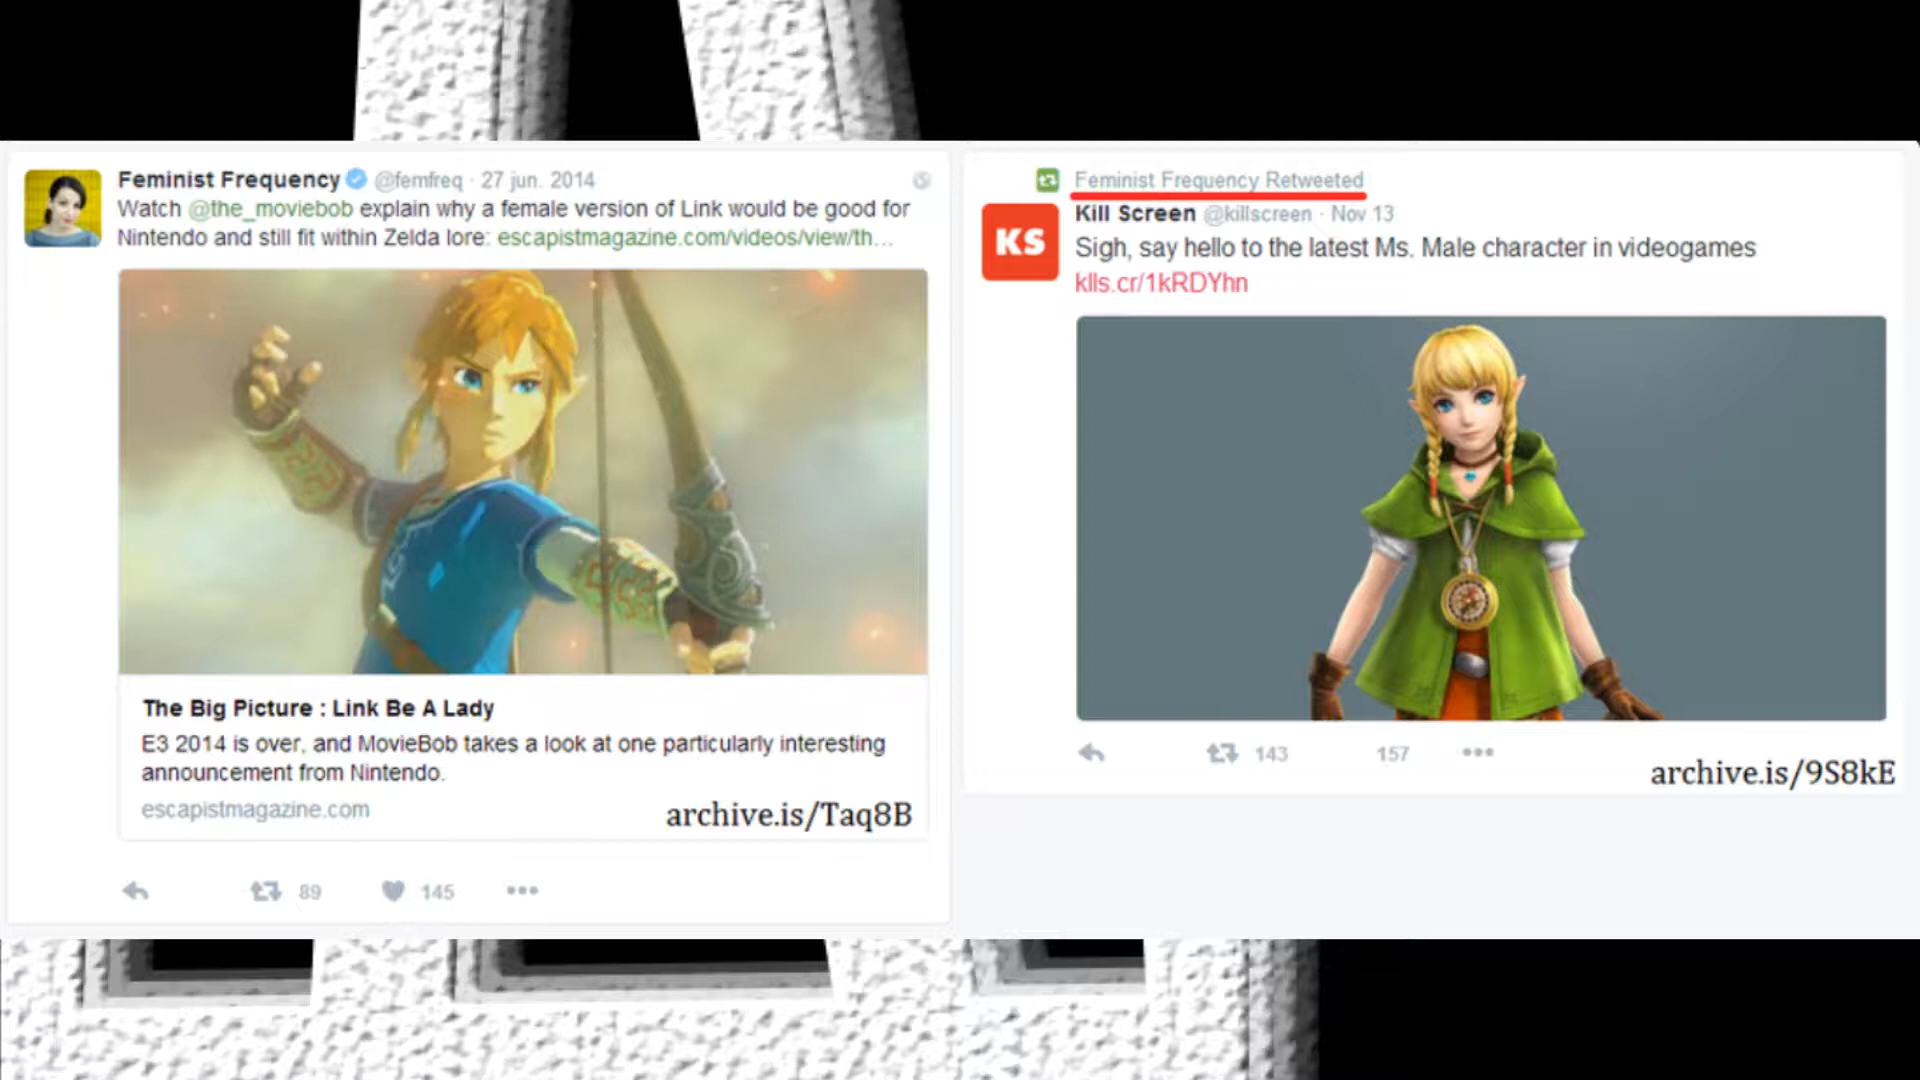 Feminist Frequency @femfreq · 27 jun. 2014
Watch @the_moviebob explain why a female version of Link would be good for
Nintendo and still fit within Zelda lore: escapistmagazine.com/videos/view/th...
The Big Picture : Link Be A Lady
E3 2014 is over, and MovieBob takes a look at one particularly interesting
announcement from Nintendo.
escapistmagazine.com
archive.is/Taq8B
89
145
Feminist Frequency Retweeted
KS
Kill Screen @killscreen · Nov 13
Sigh, say hello to the latest Ms. Male character in videogames
klls.cr/1kRDYhn
143
157
archive.is/9S8kE